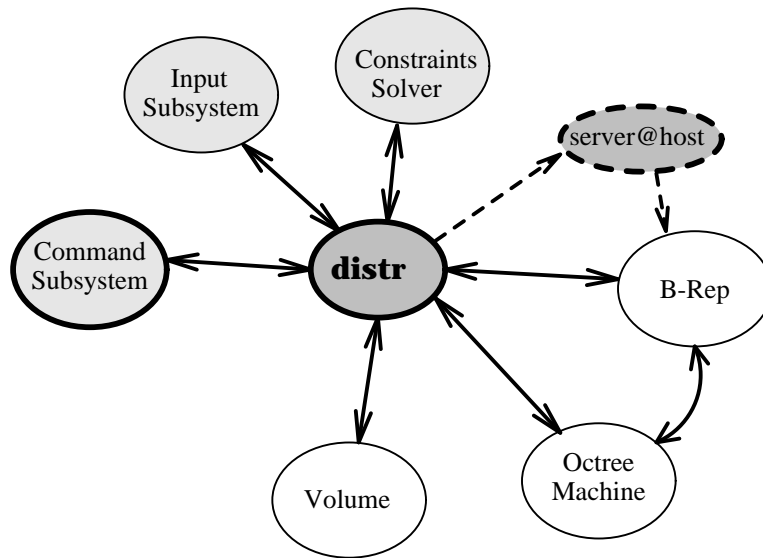 Input
Subsystem
Constraints
Solver
server@host
Command
Subsystem
distr
B-Rep
Volume
Octree
Machine